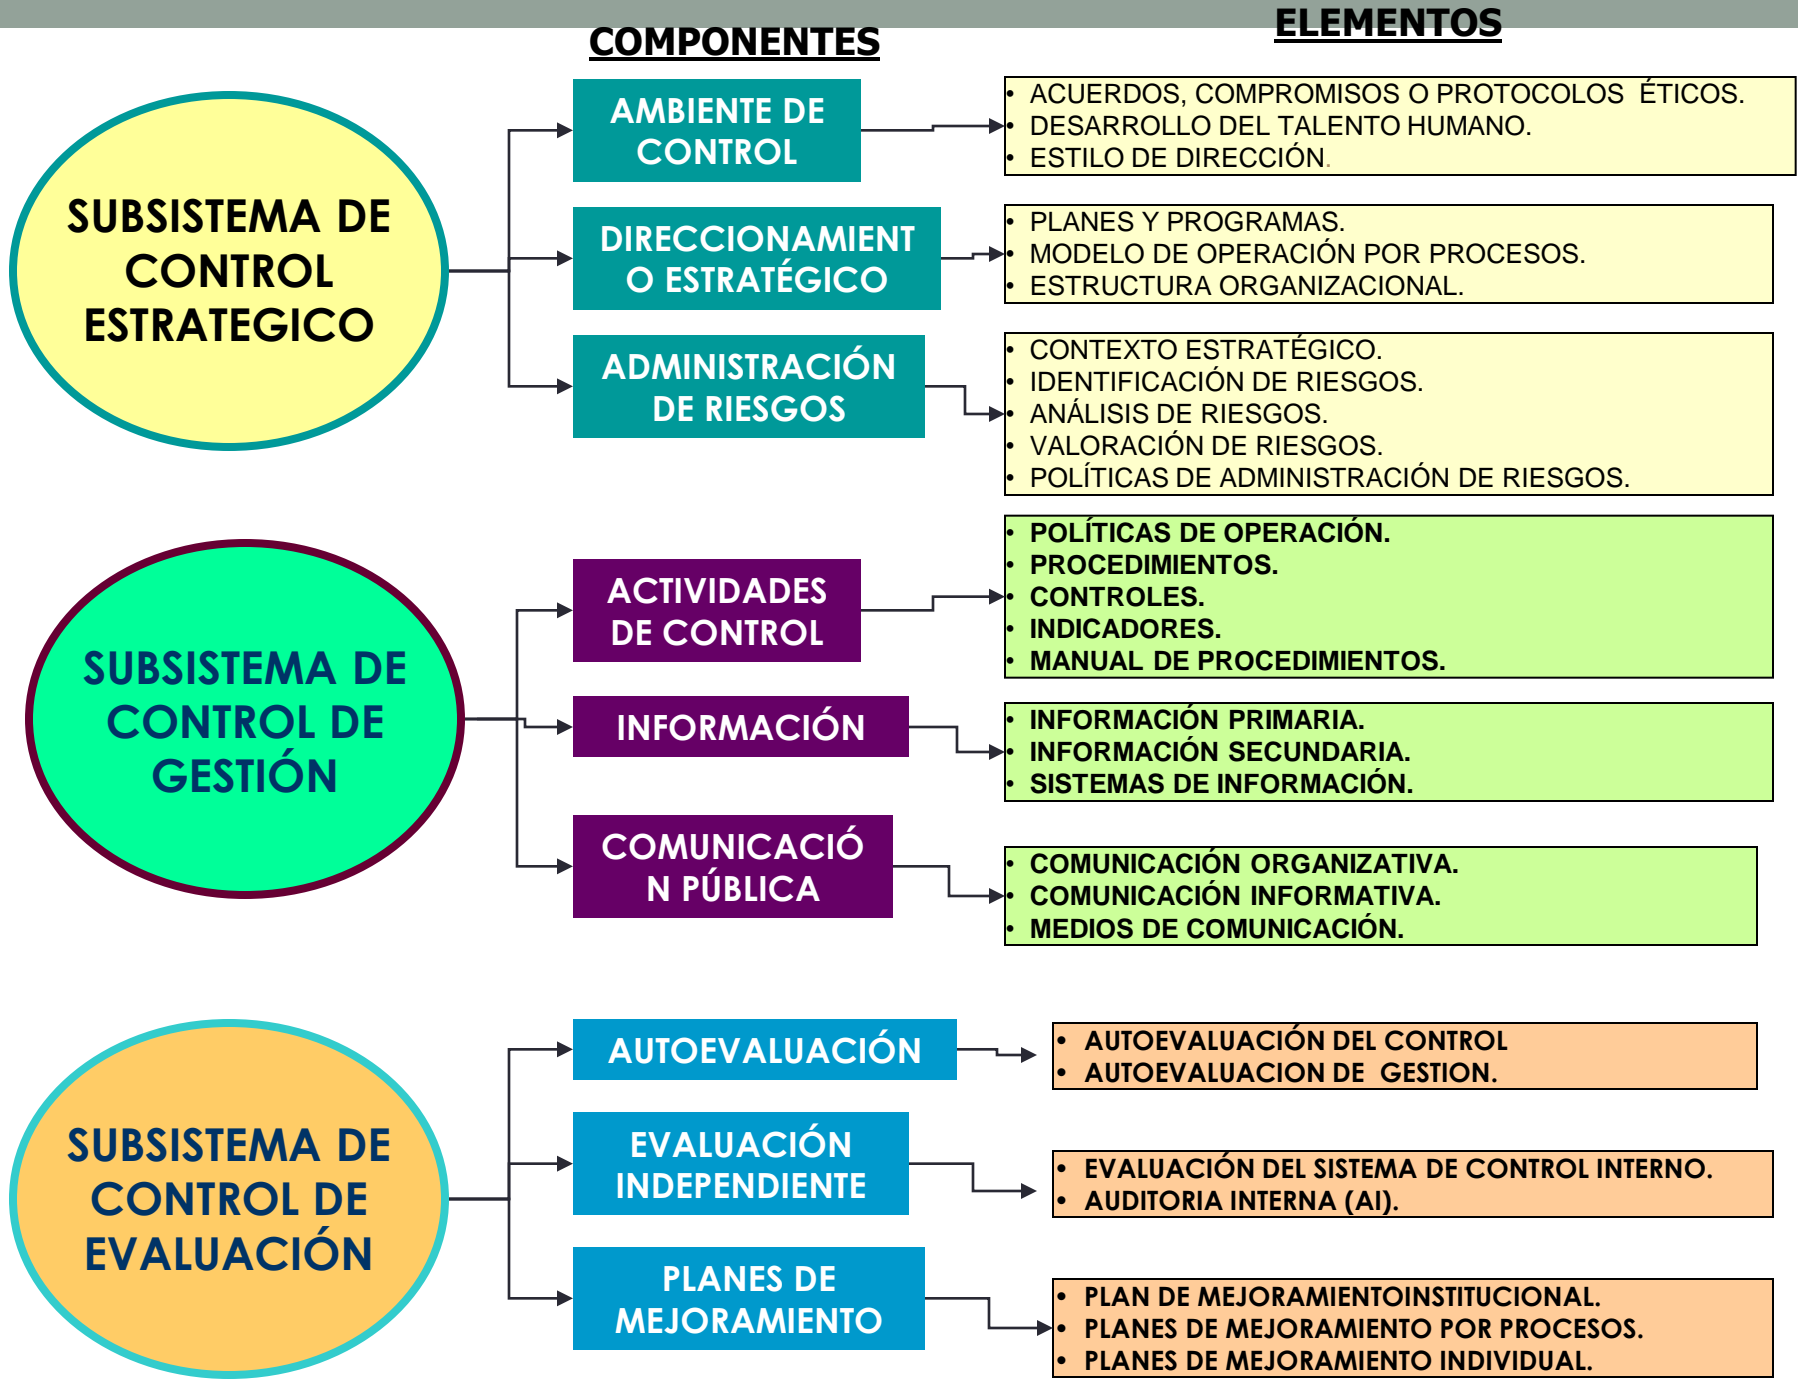 COMPONENTES
ELEMENTOS
SUBSISTEMA DE
CONTROL
ESTRATEGICO
AMBIENTE DE
CONTROL
• ACUERDOS, COMPROMISOS O PROTOCOLOS  ÉTICOS.
• DESARROLLO DEL TALENTO HUMANO.
• ESTILO DE DIRECCIÓN.
DIRECCIONAMIENT
O ESTRATÉGICO
• PLANES Y PROGRAMAS.
• MODELO DE OPERACIÓN POR PROCESOS.
• ESTRUCTURA ORGANIZACIONAL.
ADMINISTRACIÓN
DE RIESGOS
• CONTEXTO ESTRATÉGICO.
• IDENTIFICACIÓN DE RIESGOS.
• ANÁLISIS DE RIESGOS.
• VALORACIÓN DE RIESGOS.
• POLÍTICAS DE ADMINISTRACIÓN DE RIESGOS.
SUBSISTEMA DE
CONTROL DE
GESTIÓN
ACTIVIDADES
DE CONTROL
• POLÍTICAS DE OPERACIÓN.
• PROCEDIMIENTOS.
• CONTROLES.
• INDICADORES.
• MANUAL DE PROCEDIMIENTOS.
INFORMACIÓN
• INFORMACIÓN PRIMARIA.
• INFORMACIÓN SECUNDARIA.
• SISTEMAS DE INFORMACIÓN.
COMUNICACIÓ
N PÚBLICA
• COMUNICACIÓN ORGANIZATIVA.
• COMUNICACIÓN INFORMATIVA.
• MEDIOS DE COMUNICACIÓN.
SUBSISTEMA DE
CONTROL DE
EVALUACIÓN
AUTOEVALUACIÓN
• AUTOEVALUACIÓN DEL CONTROL
• AUTOEVALUACION DE  GESTION.
EVALUACIÓN
INDEPENDIENTE
• EVALUACIÓN DEL SISTEMA DE CONTROL INTERNO.
• AUDITORIA INTERNA (AI).
PLANES DE
MEJORAMIENTO
• PLAN DE MEJORAMIENTOINSTITUCIONAL.
• PLANES DE MEJORAMIENTO POR PROCESOS.
• PLANES DE MEJORAMIENTO INDIVIDUAL.